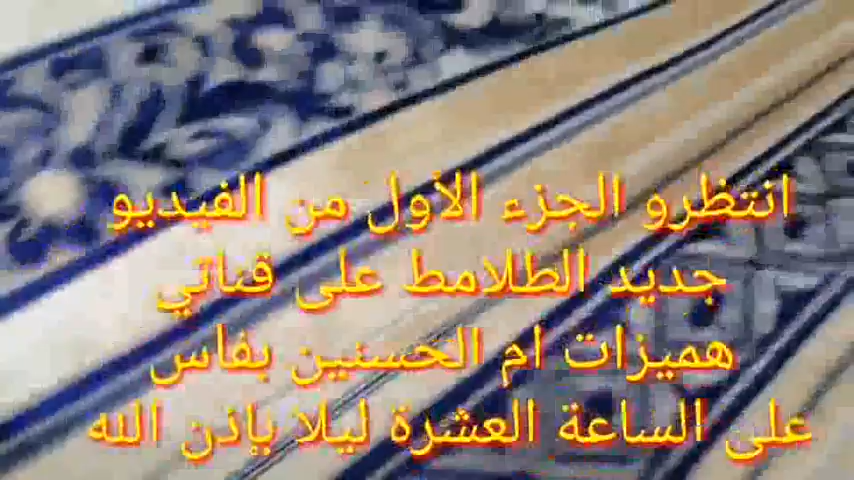 انتظرو الجزء الأول من الفيديو
جديد الطلامط على قناتي
هميزات ام الحسنين بفاس
على الساعة العشرة ليلا بإذن الله